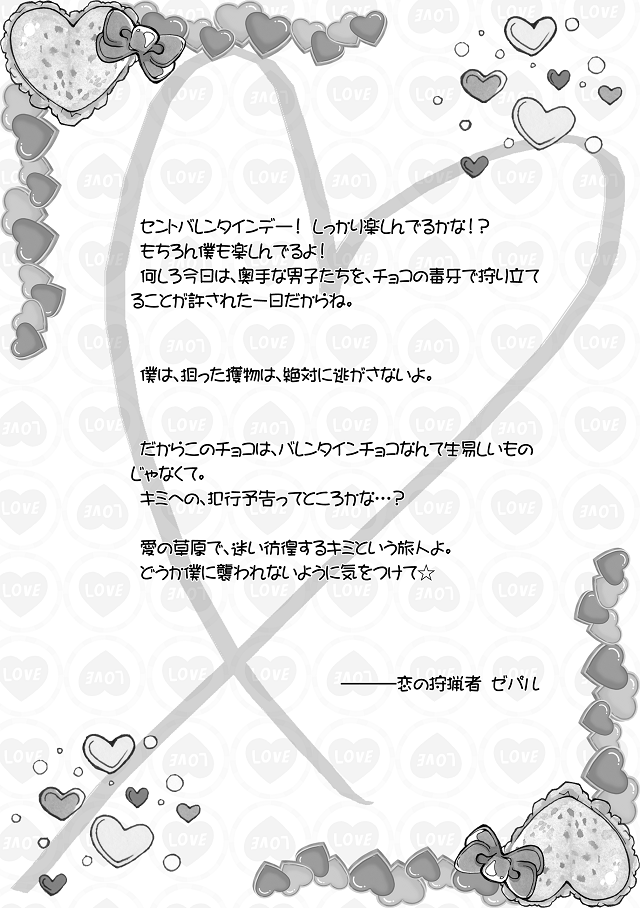 セントバレンタインデー！ しっかり楽しんでるかな！？
もちろん僕も楽しんでるよ！
何しろ今日は、奥手な男子たちを、チョコの毒牙で狩り立て
ることが許された一日だからね。
僕は、狙った獲物は、絶対に逃がさないよ。
だからこのチョコは、バレンタインチョコなんて生易しいもの
じゃなくて。
キミへの、犯行予告ってところかな…？
愛の草原で、迷い彷徨するキミという旅人よ。
どうか僕に襲われないように気をつけて☆
―――恋の狩猟者 ゼパル